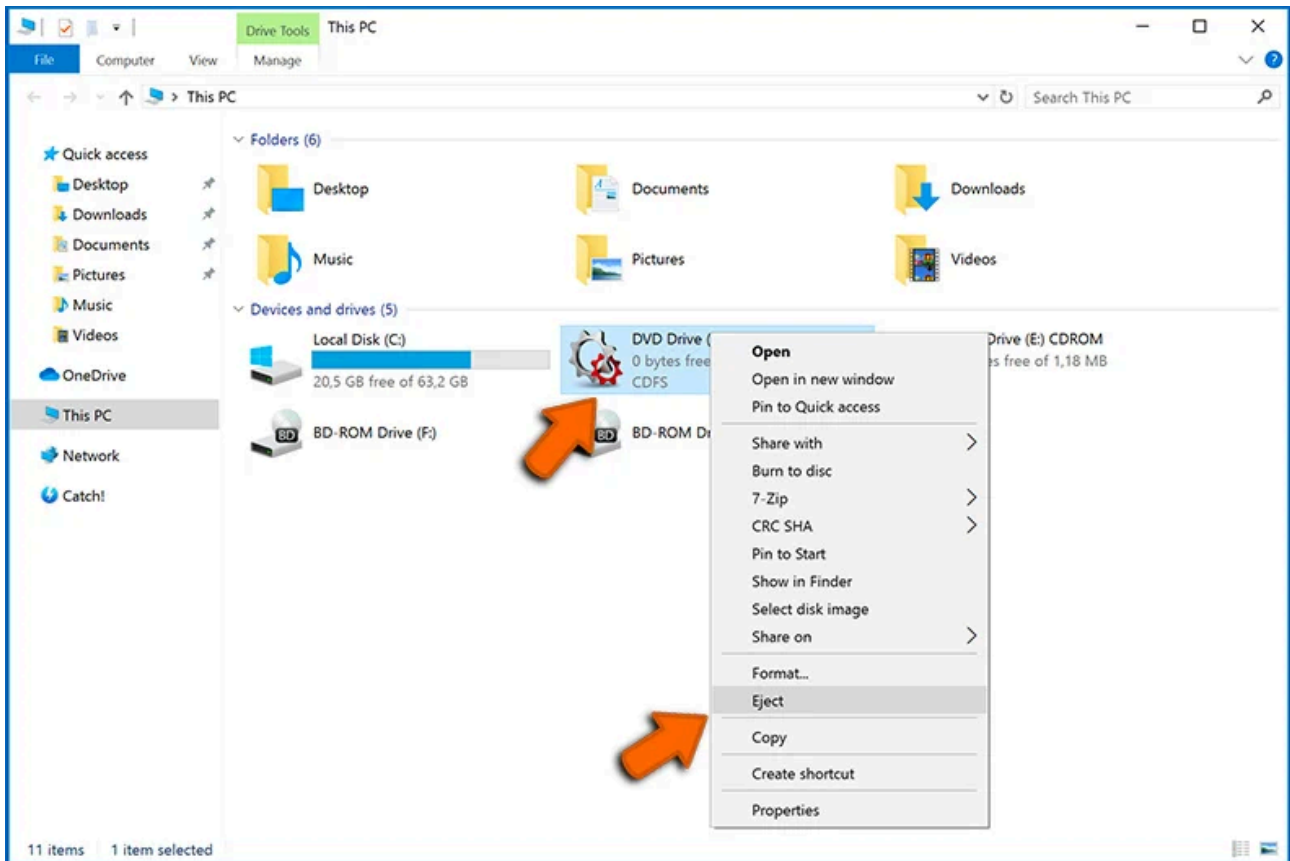 Drive Tools
This PC
File
Computer
View
Manage
This PC
Search This PC
Quick access
Desktop
Downloads
Documents
Pictures
Music
Videos
OneDrive
This PC
Network
Catch!
Folders (6)
Desktop
Documents
Downloads
Music
Pictures
Videos
Devices and drives (5)
Local Disk (C:)
20,5 GB free of 63,2 GB
DVD Drive (
0 bytes free
CDFS
Drive (E:) CDROM
free of 1,18 MB
BD
BD-ROM Drive (F:)
BD
BD-ROM
Open
Open in new window
Pin to Quick access
Share with
Burn to disc
7-Zip
CRC SHA
Pin to Start
Show in Finder
Select disk image
Share on
Format...
Eject
Copy
Create shortcut
Properties
11 items
1 item selected